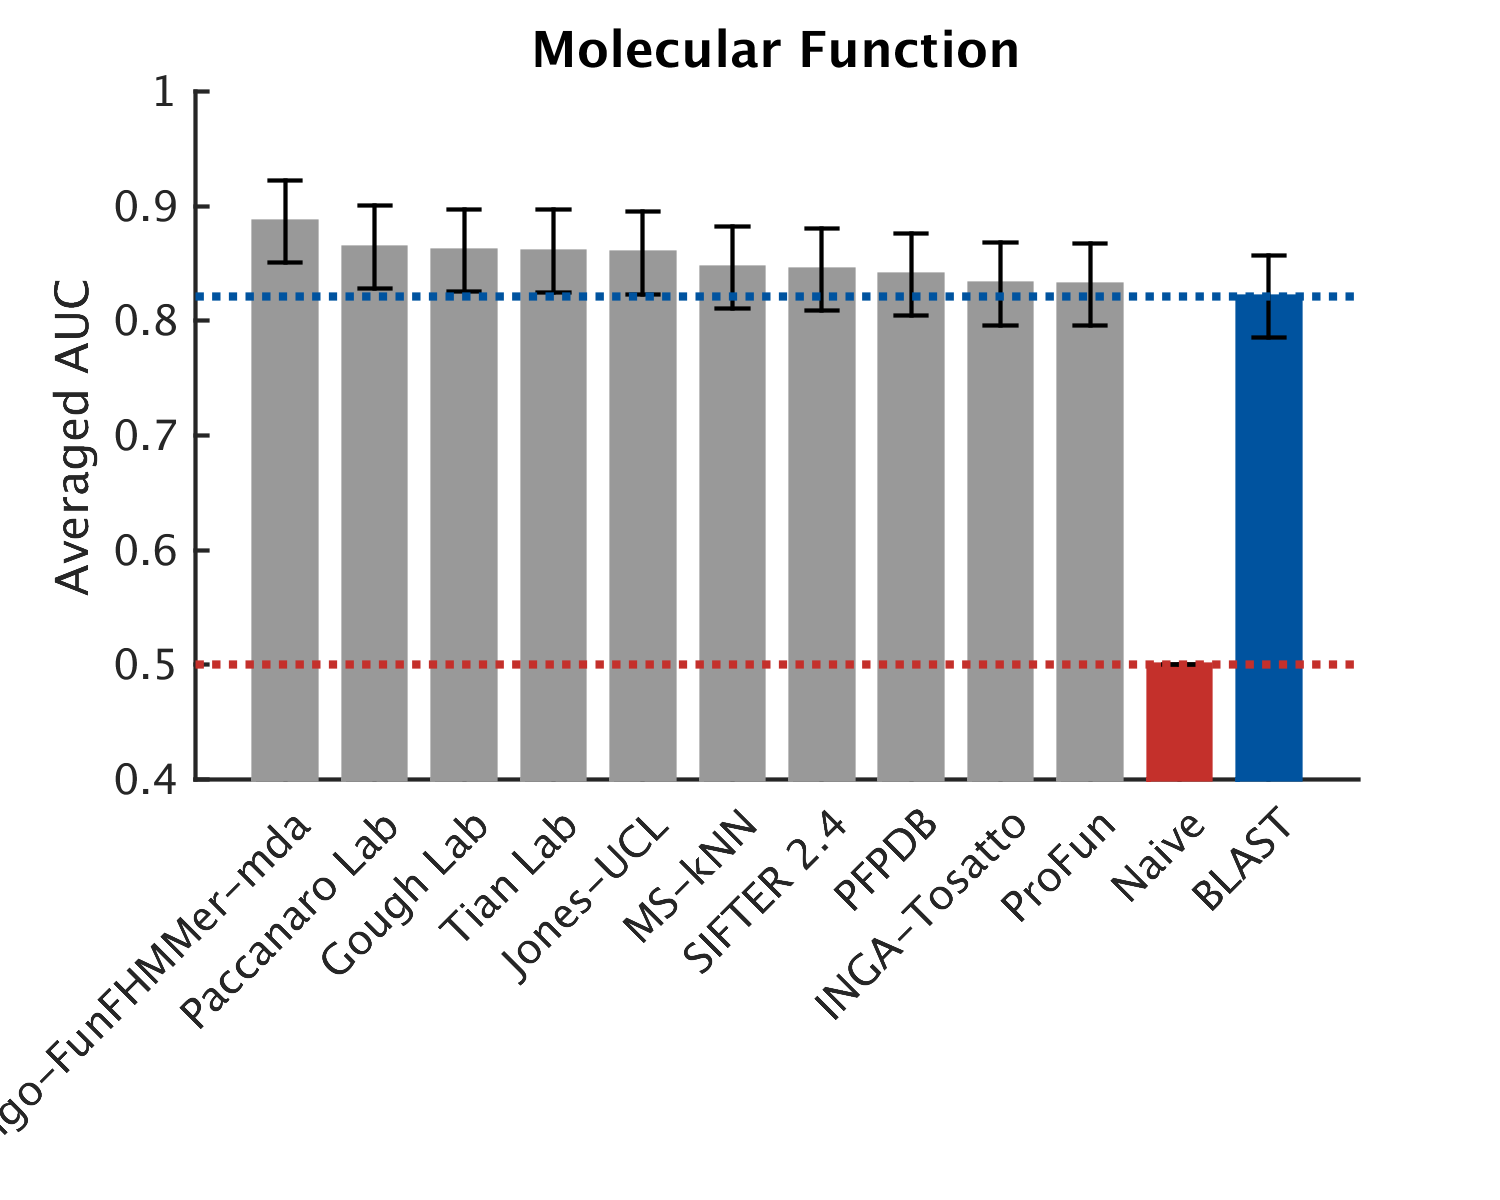 Molecular Function
Averaged AUC
1
0.9
0.8
0.7
0.6
0.5
0.4
go–FunFHMMer–mda
Paccanaro Lab
Gough Lab
Tian Lab
Jones–UCL
MS–kNN
SIFTER 2.4
PFPDB
INGA–Tosatto
ProFun
Naive
BLAST